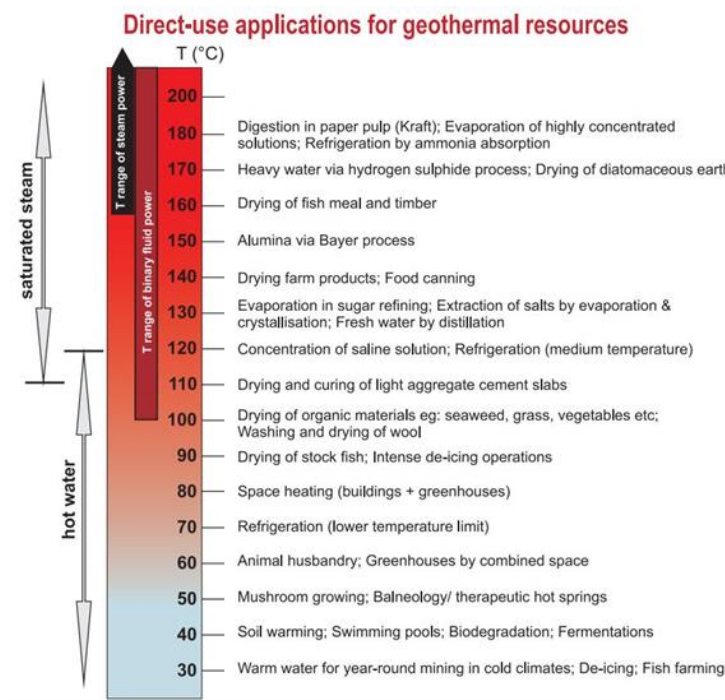 Direct-use applications for geothermal resources
T (°C)
T range of steam power
T range of binary fluid power
saturated steam
hot water
200
180
Digestion in paper pulp (Kraft); Evaporation of highly concentrated
solutions; Refrigeration by ammonia absorption
170
Heavy water via hydrogen sulphide process; Drying of diatomaceous earth
160
Drying of fish meal and timber
150
Alumina via Bayer process
140
Drying farm products; Food canning
130
Evaporation in sugar refining; Extraction of salts by evaporation &
crystallisation; Fresh water by distillation
120
Concentration of saline solution; Refrigeration (medium temperature)
110
Drying and curing of light aggregate cement slabs
100
Drying of organic materials eg: seaweed, grass, vegetables etc;
Washing and drying of wool
90
Drying of stock fish; Intense de-icing operations
80
Space heating (buildings + greenhouses)
70
Refrigeration (lower temperature limit)
60
Animal husbandry; Greenhouses by combined space
50
Mushroom growing; Balneology/ therapeutic hot springs
40
Soil warming; Swimming pools; Biodegradation; Fermentations
30
Warm water for year-round mining in cold climates; De-icing; Fish farming